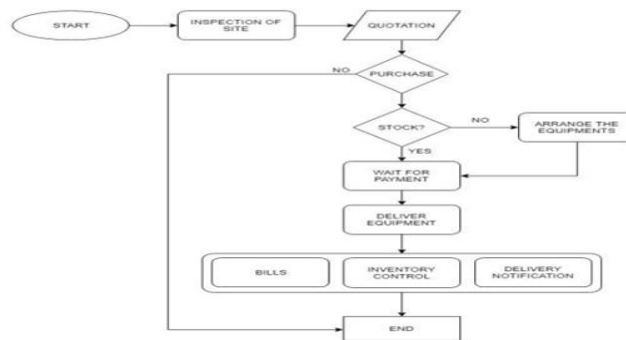 START
INSPECTION OF
SITE
QUOTATION
NO
PURCHASE
STOCK?
NO
ARRANGE THE
EQUIPMENTS
YES
WAIT FOR
PAYMENT
DELIVER
EQUIPMENT
BILLS
INVENTORY
CONTROL
DELIVERY
NOTIFICATION
END